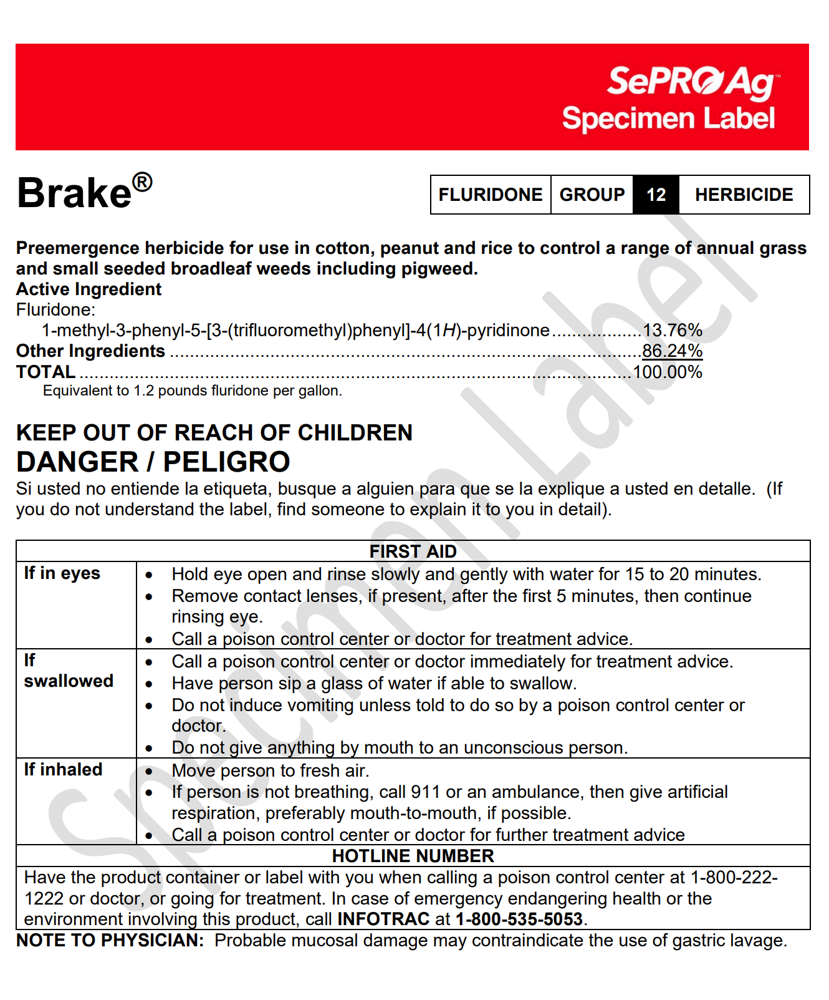 SePRO Ag™
Specimen Label
Brake®
FLURIDONE GROUP 12 HERBICIDE
Preemergence herbicide for use in cotton, peanut and rice to control a range of annual grass
and small seeded broadleaf weeds including pigweed.
Active Ingredient
Fluridone:
1-methyl-3-phenyl-5-[3-(trifluoromethyl)phenyl]-4(1H)-pyridinone..................13.76%
Other Ingredients ..............................................................................................86.24%
TOTAL ..............................................................................................................100.00%
Equivalent to 1.2 pounds fluridone per gallon.
KEEP OUT OF REACH OF CHILDREN
DANGER / PELIGRO
Si usted no entiende la etiqueta, busque a alguien para que se la explique a usted en detalle. (If
you do not understand the label, find someone to explain it to you in detail).
FIRST AID
If in eyes
• Hold eye open and rinse slowly and gently with water for 15 to 20 minutes.
• Remove contact lenses, if present, after the first 5 minutes, then continue
rinsing eye.
• Call a poison control center or doctor for treatment advice.
If
swallowed
• Call a poison control center or doctor immediately for treatment advice.
• Have person sip a glass of water if able to swallow.
• Do not induce vomiting unless told to do so by a poison control center or
doctor.
• Do not give anything by mouth to an unconscious person.
If inhaled
• Move person to fresh air.
• If person is not breathing, call 911 or an ambulance, then give artificial
respiration, preferably mouth-to-mouth, if possible.
• Call a poison control center or doctor for further treatment advice
HOTLINE NUMBER
Have the product container or label with you when calling a poison control center at 1-800-222-
1222 or doctor, or going for treatment. In case of emergency endangering health or the
environment involving this product, call INFOTRAC at 1-800-535-5053.
NOTE TO PHYSICIAN: Probable mucosal damage may contraindicate the use of gastric lavage.
Specimen Label